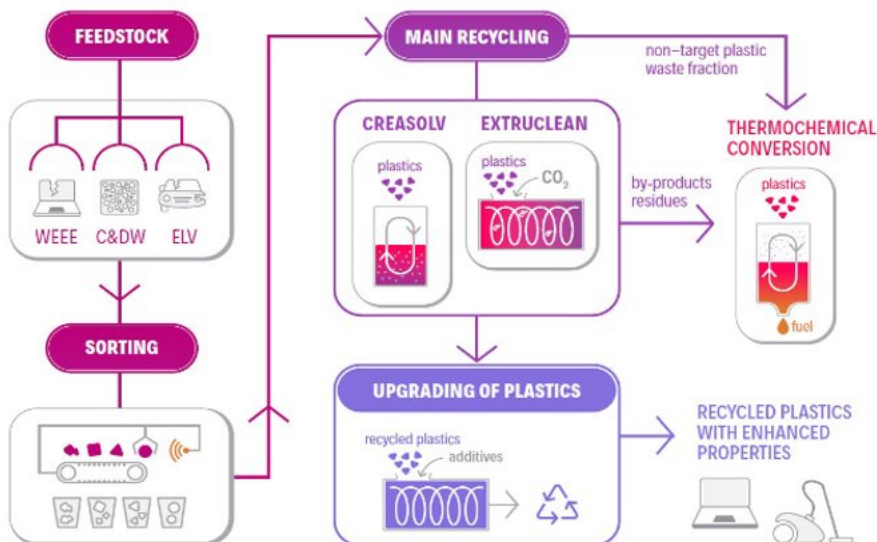 FEEDSTOCK
WEEE
C&DW
ELV
SORTING
MAIN RECYCLING
CREASOLV
plastics
EXTRUCLEAN
plastics
CO₂
non-target plastic
waste fraction
by-products
residues
THERMOCHEMICAL
CONVERSION
plastics
fuel
UPGRADING OF PLASTICS
recycled plastics
additives
RECYCLED PLASTICS
WITH ENHANCED
PROPERTIES